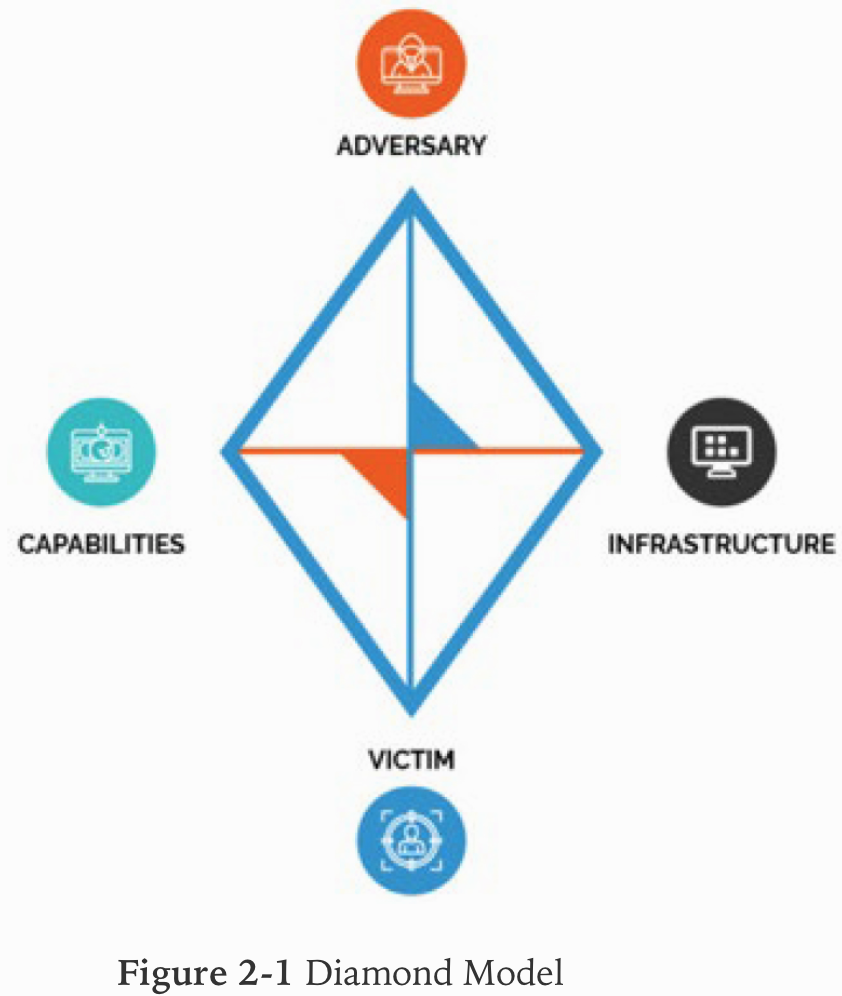 ADVERSARY
CAPABILITIES
INFRASTRUCTURE
VICTIM
Figure 2-1 Diamond Model